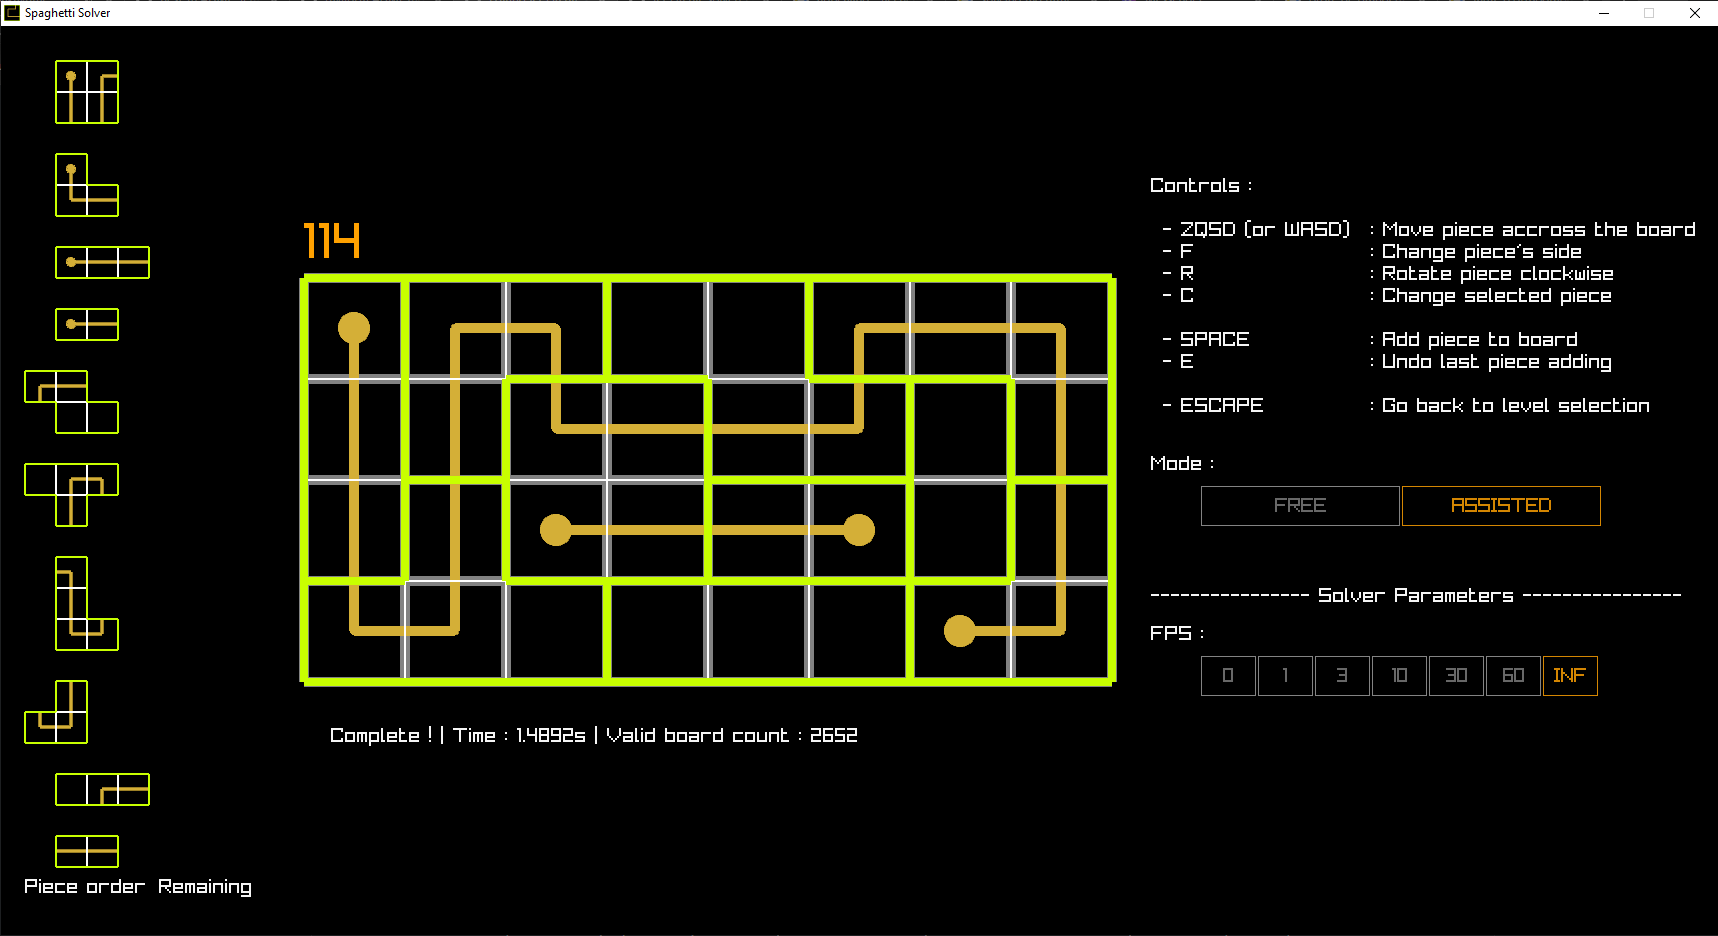 Spaghetti Solver
114
Controls :
- ZQSD (or WASD) : Move piece accross the board
- F : Change piece's side
- R : Rotate piece clockwise
- C : Change selected piece
- SPACE : Add piece to board
- E : Undo last piece adding
- ESCAPE : Go back to level selection
Mode :
FREE ASSISTED
---------------- Solver Parameters ----------------
FPS :
0 1 3 10 30 60 INF
Complete ! | Time : 1.4892s | Valid board count : 2652
Piece order Remaining